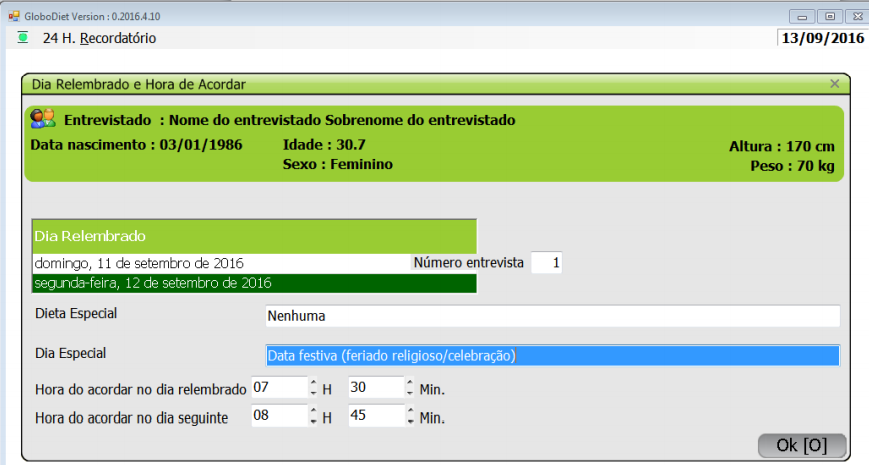 GloboDiet Version : 0.2016.4.10
24 H. Recordatório
13/09/2016
Dia Relembrado e Hora de Acordar
Entrevistado : Nome do entrevistado Sobrenome do entrevistado
Data nascimento : 03/01/1986 Idade : 30.7 Altura : 170 cm
Sexo : Feminino Peso : 70 kg
Dia Relembrado
domingo, 11 de setembro de 2016 Número entrevista 1
segunda-feira, 12 de setembro de 2016
Dieta Especial Nenhuma
Dia Especial Data festiva (feriado religioso/celebração)
Hora do acordar no dia relembrado 07 H 30 Min.
Hora do acordar no dia seguinte 08 H 45 Min.
Ok [O]